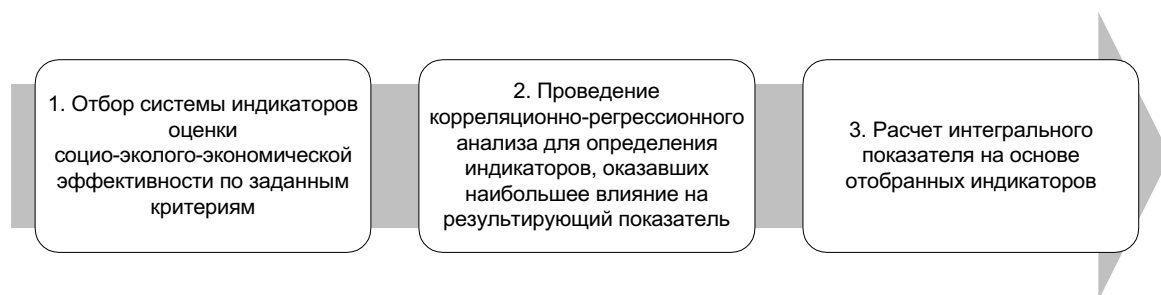 1. Отбор системы индикаторов
оценки
социо-эколого-экономической
эффективности по заданным
критериям
2. Проведение
корреляционно-регрессионного
анализа для определения
индикаторов, оказавших
наибольшее влияние на
результирующий показатель
3. Расчет интегрального
показателя на основе
отобранных индикаторов